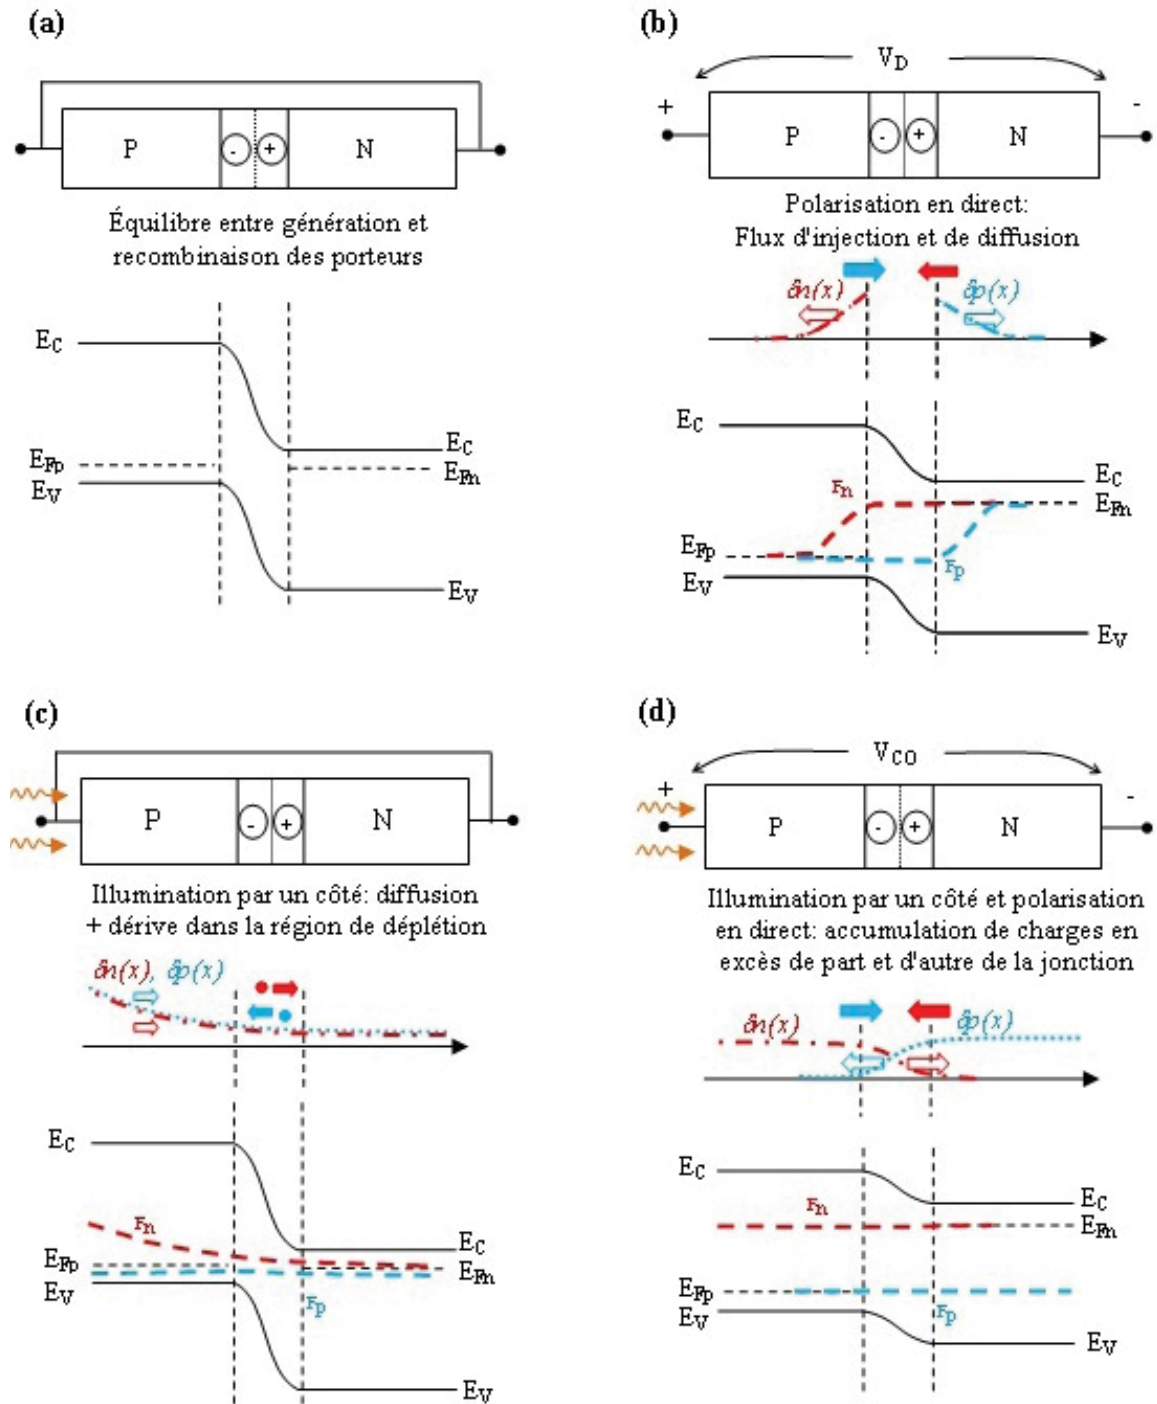 (a)
P
-
+
N
Équilibre entre génération et
recombinaison des porteurs
E_C
E_C
E_Fp
E_Fn
E_V
E_V
(b)
V_D
+
-
P
-
+
N
Polarisation en direct:
Flux d'injection et de diffusion
δn(x)
δp(x)
E_C
E_C
F_n
E_Fn
E_Fp
F_p
E_V
E_V
(c)
P
-
+
N
Illumination par un côté: diffusion
+ dérive dans la région de déplétion
δn(x), δp(x)
E_C
F_n
E_C
E_Fp
E_Fn
E_V
F_p
E_V
(d)
V_CO
+
-
P
-
+
N
Illumination par un côté et polarisation
en direct: accumulation de charges en
excès de part et d'autre de la jonction
δn(x)
δp(x)
E_C
E_C
F_n
E_Fn
E_Fp
E_V
F_p
E_V